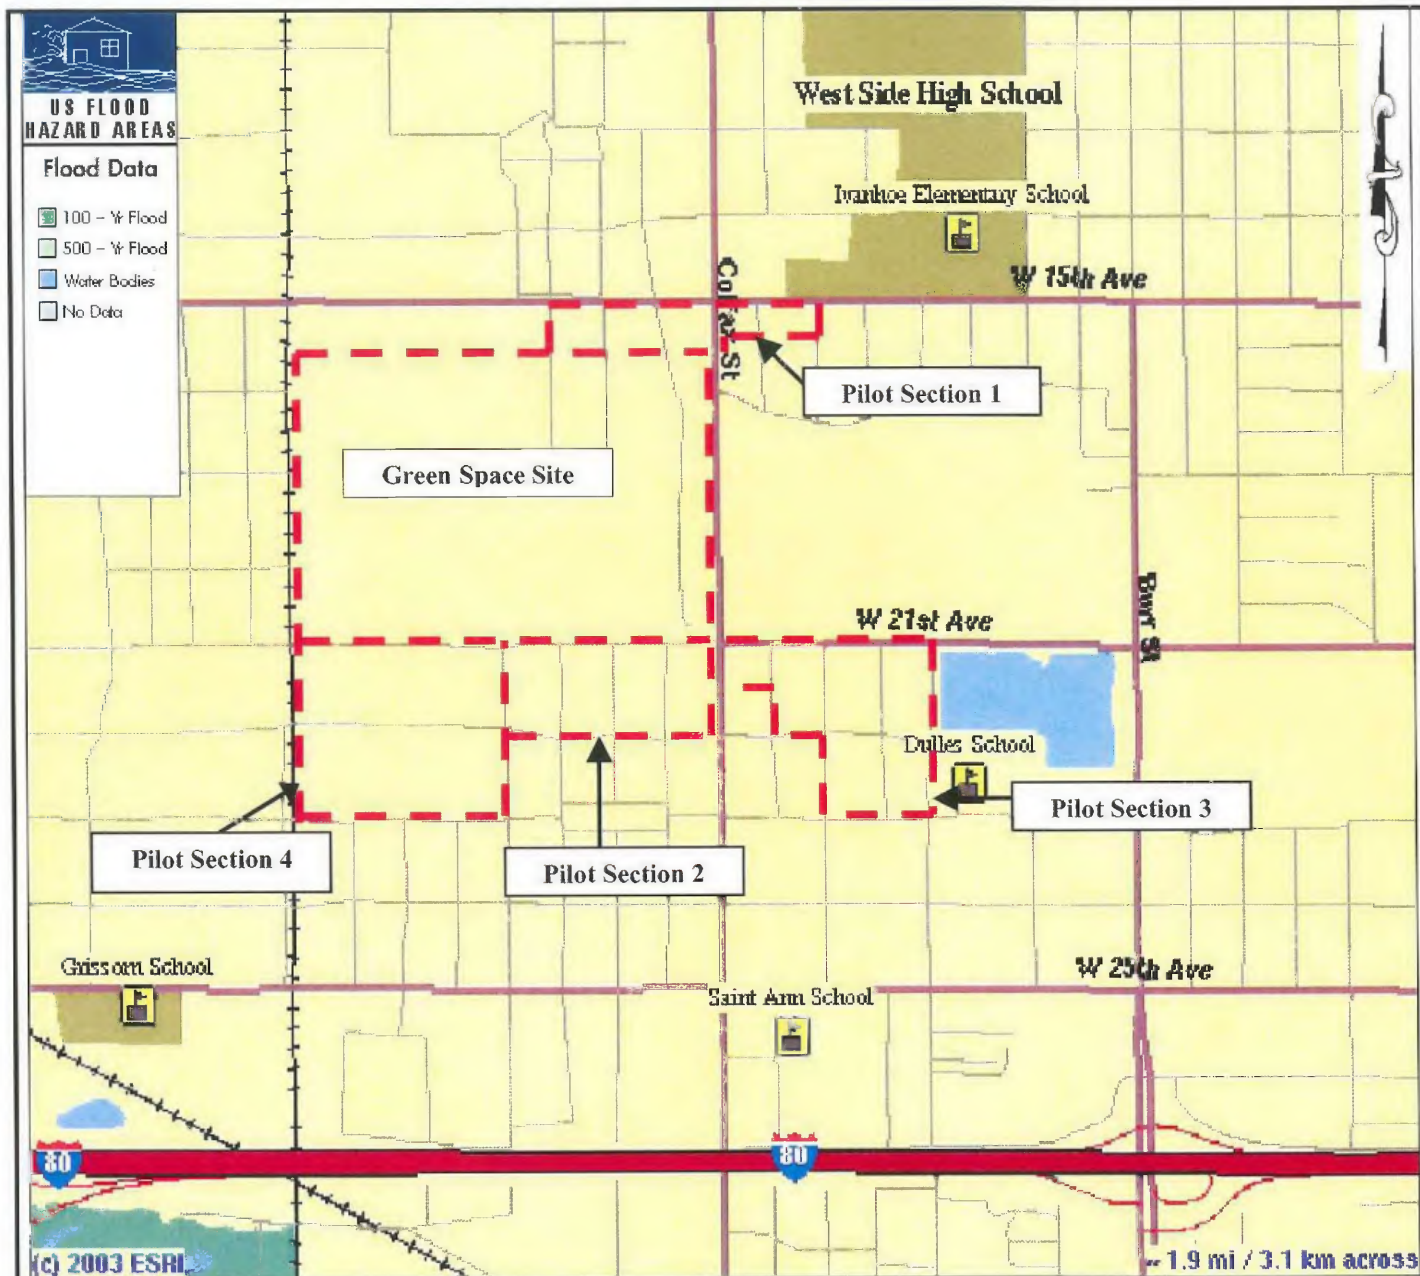 US FLOOD
HAZARD AREAS
Flood Data
100 - Yr Flood
500 - Yr Flood
Water Bodies
No Data
West Side High School
Ivanhoe Elementary School
W 15th Ave
Colfax St
Pilot Section 1
Green Space Site
W 21st Ave
Burr St
Dulles School
Pilot Section 3
Pilot Section 4
Pilot Section 2
Grissom School
W 25th Ave
Saint Ann School
80
80
(c) 2003 ESRI
~ 1.9 mi / 3.1 km across